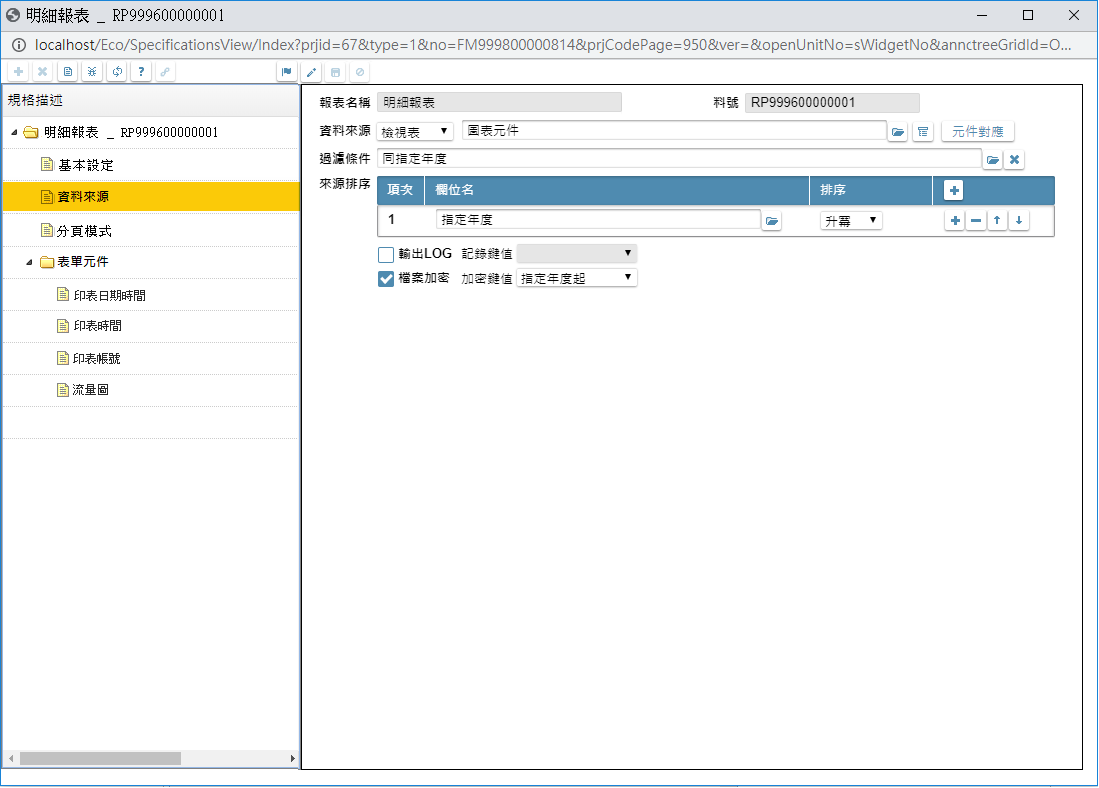 明細報表 _ RP999600000001
localhost/Eco/SpecificationsView/Index?prjid=67&type=1&no=FM999800000814&prjCodePage=950&ver=&openUnitNo=sWidgetNo&annctreeGridId=O...
規格描述
明細報表 _ RP999600000001
基本設定
資料來源
分頁模式
表單元件
印表日期時間
印表時間
印表帳號
流量圖
報表名稱 明細報表 料號 RP999600000001
資料來源 檢視表 圖表元件 元件對應
過濾條件 同指定年度
來源排序 項次 欄位名 排序
1 指定年度 升冪
輸出LOG 記錄鍵值
檔案加密 加密鍵值 指定年度起